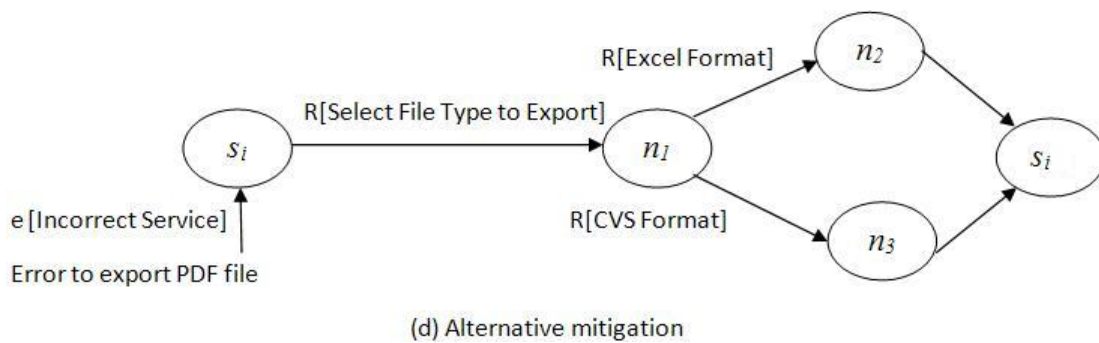 R[Excel Format]
n2
R[Select File Type to Export]
si
n1
si
e [Incorrect Service]
R[CVS Format]
n3
Error to export PDF file
(d) Alternative mitigation